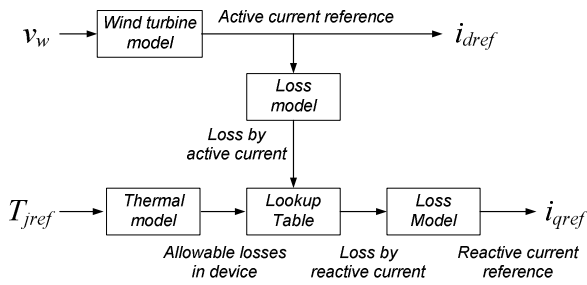 Active current reference
v_w
Wind turbine
model
i_dref
Loss
model
Loss by
active current
T_jref
Thermal
model
Lookup
Table
Loss
Model
i_qref
Allowable losses
in device
Loss by
reactive current
Reactive current
reference